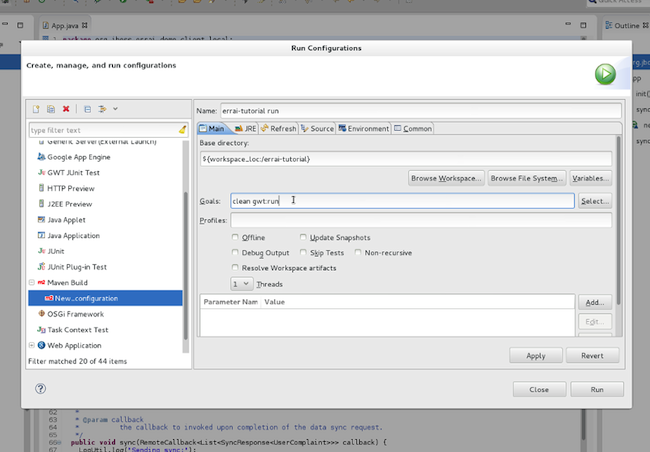 Quick Access
App.java
Outline
package org.jboss.errai.demo.client.local;
Run Configurations
Create, manage, and run configurations
org.jbo
App
init()
syn
ne
sync
type filter text
Generic Server(External Launch)
Google App Engine
GWT JUnit Test
HTTP Preview
J2EE Preview
Java Applet
Java Application
JUnit
JUnit Plug-in Test
Maven Build
New_configuration
OSGi Framework
Task Context Test
Web Application
Filter matched 20 of 44 items
Name: errai-tutorial run
Main JRE Refresh Source Environment Common
Base directory:
${workspace_loc:/errai-tutorial}
Browse Workspace... Browse File System... Variables...
Goals: clean gwt:run Select...
Profiles:
Offline Update Snapshots
Debug Output Skip Tests Non-recursive
Resolve Workspace artifacts
1 Threads
Parameter Nam Value Add...
Edit...
Apply Revert
Close Run
62 *
63 * @param callback
64 * the callback to invoked upon completion of the data sync request.
65 */
66 public void sync(RemoteCallback<List<SyncResponse<UserComplaint>>> callback) {
67 LogUtil.log("Sending sync:");